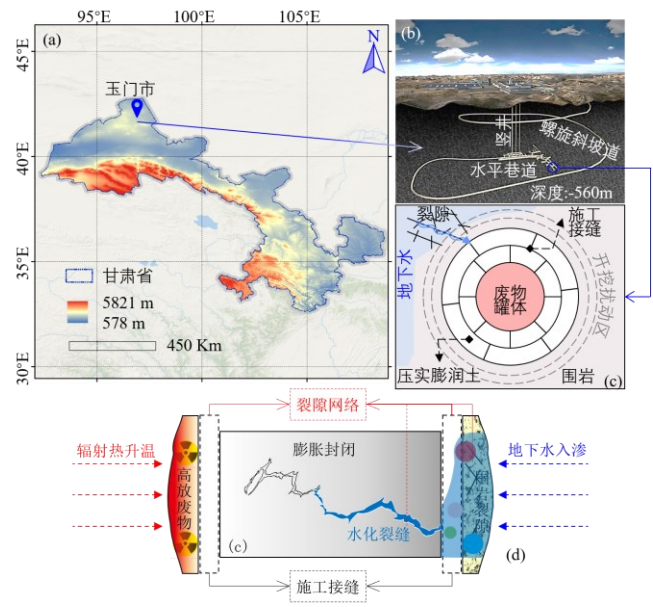 95°E 100°E 105°E
(a)
N
45°E
40°E
35°E
30°E
玉门市
甘肃省
5821 m
578 m
450 Km
(b)
竖井
螺旋斜坡道
水平巷道
深度:-560m
裂隙
施工
接缝
地下水
开挖扰动区
废物
罐体
压实膨润土
围岩
(c)
裂隙网络
辐射热升温
高放废物
膨胀封闭
水化裂缝
(c)
围岩裂隙
地下水入渗
(d)
施工接缝